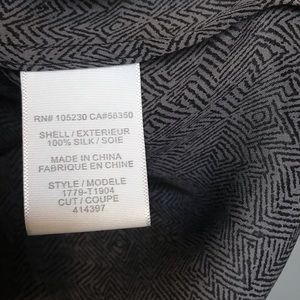 RN# 105230 CA#58350
SHELL / EXTERIEUR
100% SILK / SOIE
MADE IN CHINA
FABRIQUE EN CHINE
STYLE / MODELE
1779-T1904
CUT / COUPE
414397